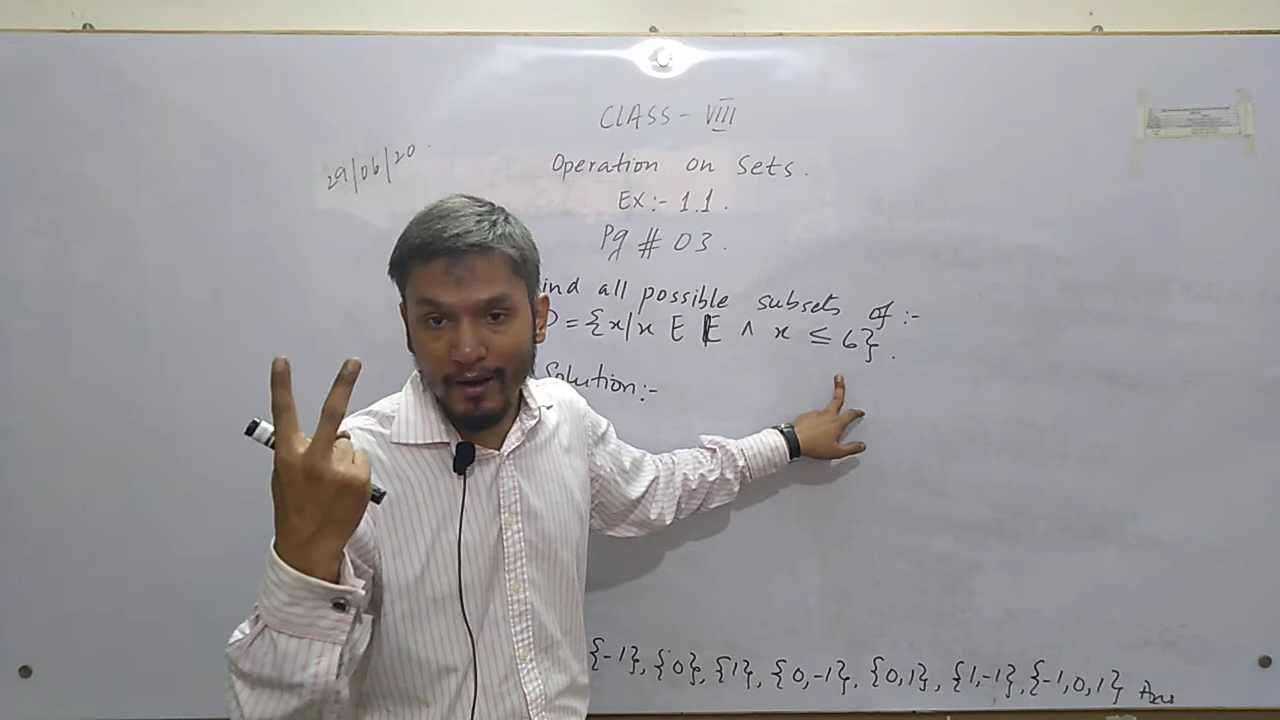 CLASS - VIII
29/06/20.
Operation on Sets.
Ex:- 1.1.
Pg # 03.
ind all possible subsets of :-
= {x/x E E ∧ x ≤ 6}.
Solution:-
{-1}, {0}, {1}, {0,-1}, {0,1}, {1,-1}, {-1,0,1} Ans